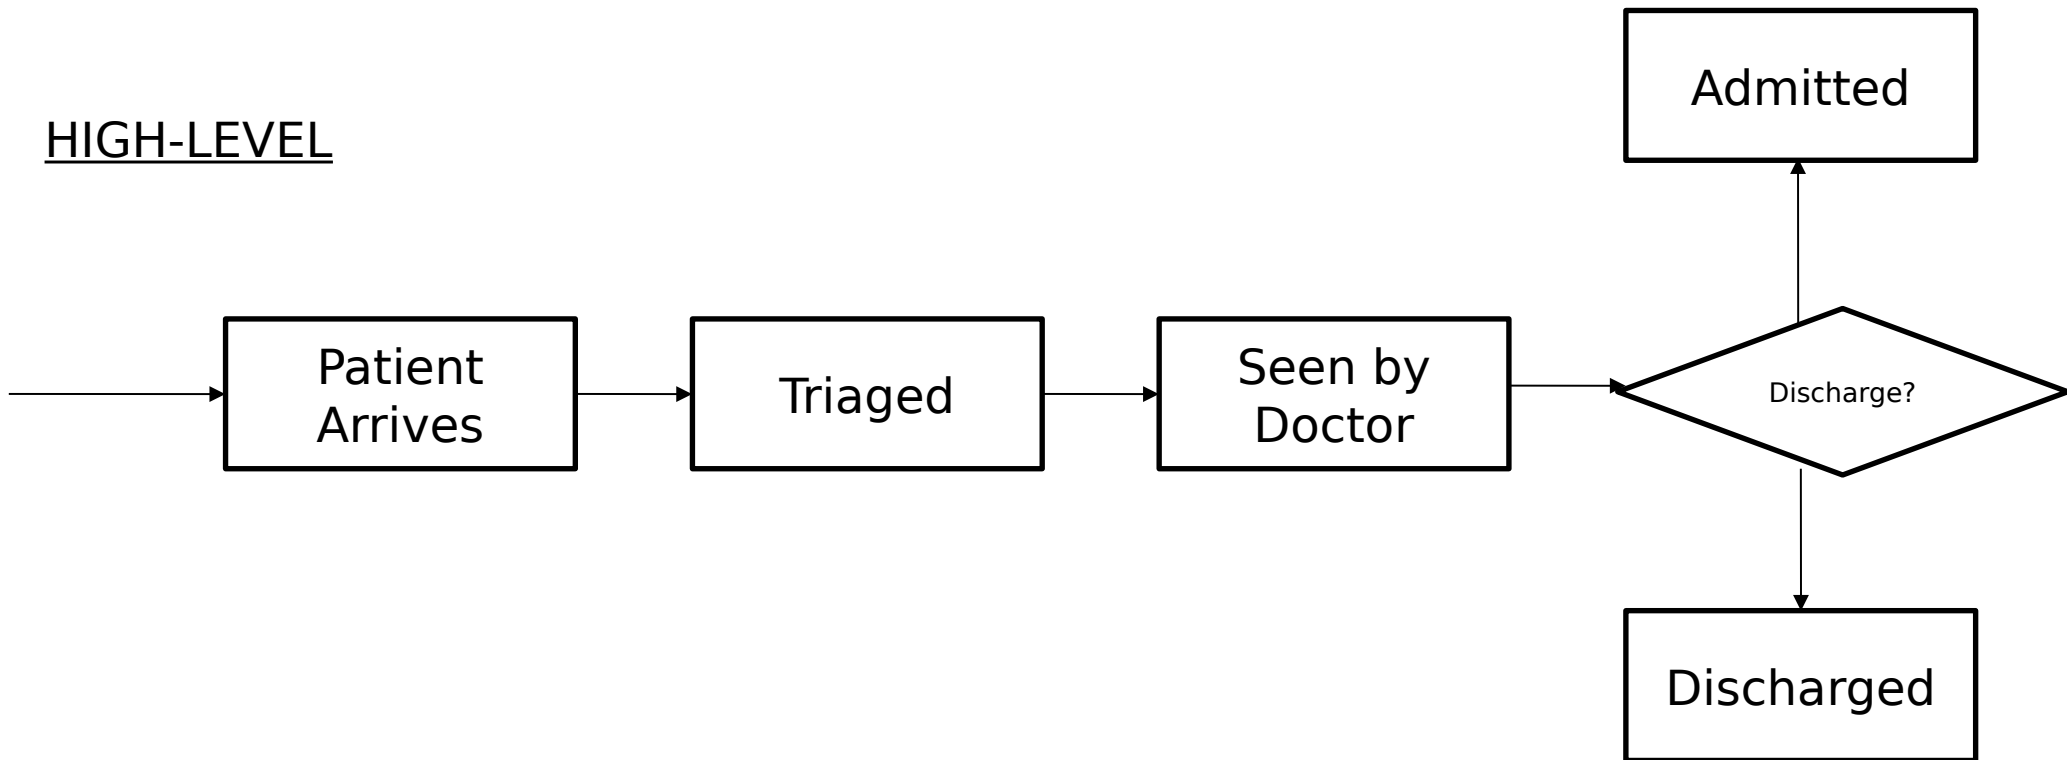 Admitted
HIGH-LEVEL
Patient
Arrives
Triaged
Seen by
Doctor
Discharge?
Discharged